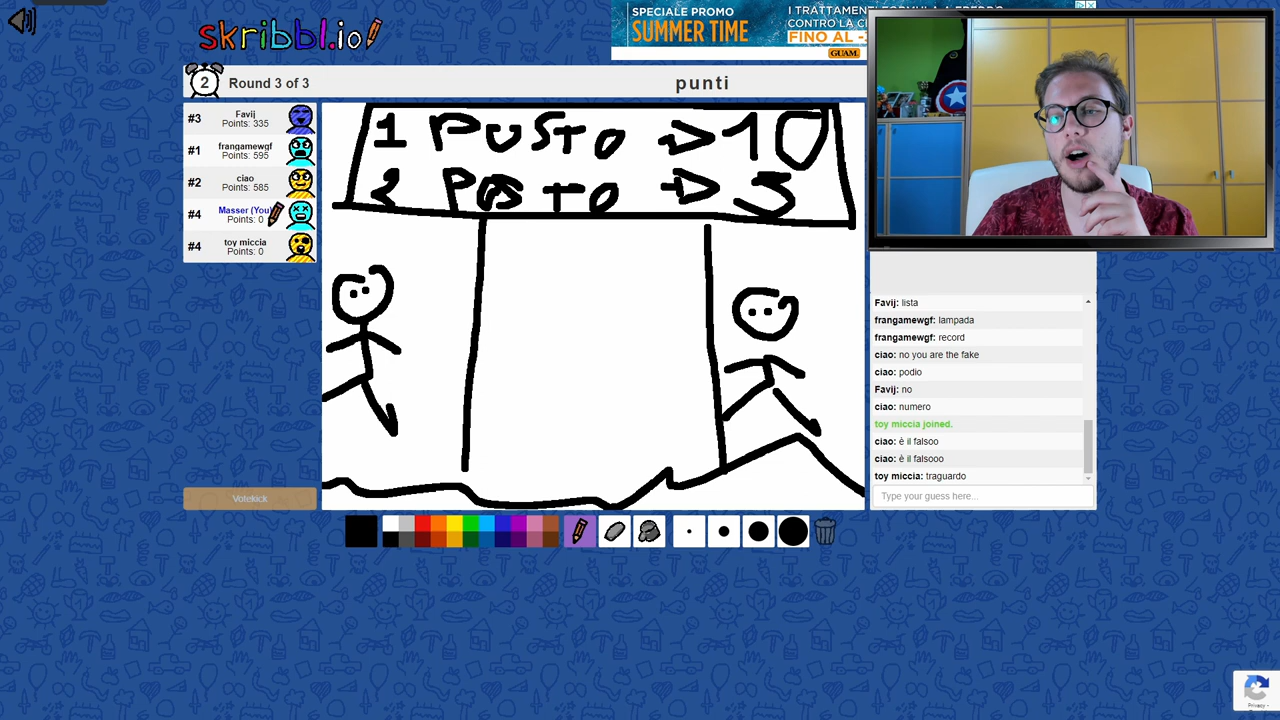 SPECIALE PROMO
SUMMER TIME
I TRATTAMENTI FORMULA A FREDDO
CONTRO LA
FINO AL
GUAM.
skribbl.io
2
Round 3 of 3
punti
#3
Favij
Points: 335
#1
frangamewgf
Points: 595
#2
ciao
Points: 585
#4
Masser (You)
Points: 0
#4
toy miccia
Points: 0
Votekick
1 POSTO 10
2 POSTO 5
Favij: lista
frangamewgf: lampada
frangamewgf: record
ciao: no you are the fake
ciao: podio
Favij: no
ciao: numero
toy miccia joined.
ciao: è il falsoo
ciao: è il falsooo
toy miccia: traguardo
Type your guess here...
Privacy -